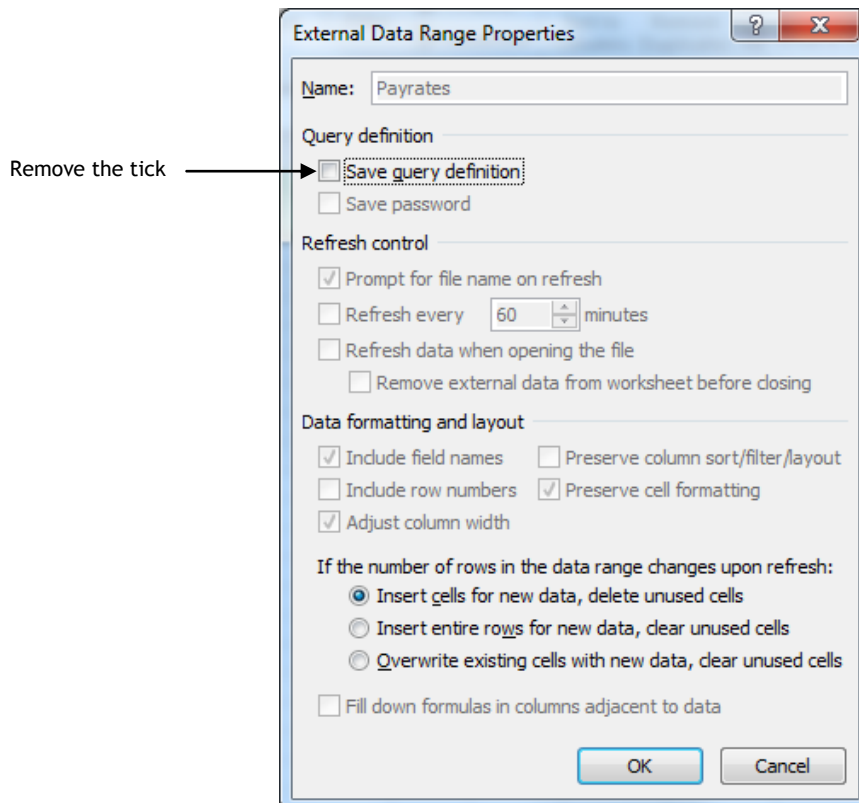 External Data Range Properties
Name: Payrates
Query definition
Remove the tick
Save query definition
Save password
Refresh control
Prompt for file name on refresh
Refresh every 60 minutes
Refresh data when opening the file
Remove external data from worksheet before closing
Data formatting and layout
Include field names Preserve column sort/filter/layout
Include row numbers Preserve cell formatting
Adjust column width
If the number of rows in the data range changes upon refresh:
Insert cells for new data, delete unused cells
Insert entire rows for new data, clear unused cells
Overwrite existing cells with new data, clear unused cells
Fill down formulas in columns adjacent to data
OK Cancel